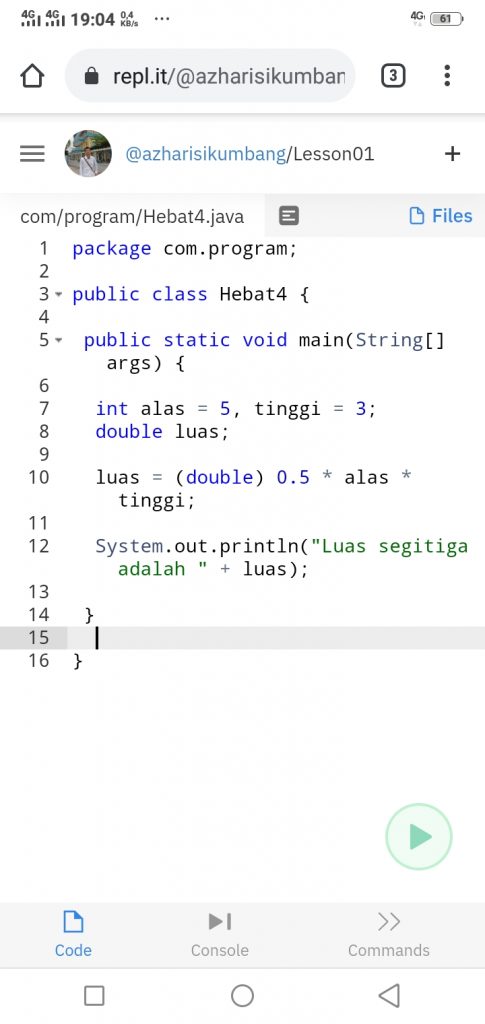 4G 4G 19:04 0,4 KB/s ... 4G 61
repl.it/@azharisikumban 3
@azharisikumbang/Lesson01 +
com/program/Hebat4.java Files
1 package com.program;
2
3 public class Hebat4 {
4
5 public static void main(String[]
args) {
6
7 int alas = 5, tinggi = 3;
8 double luas;
9
10 luas = (double) 0.5 * alas *
tinggi;
11
12 System.out.println("Luas segitiga
adalah " + luas);
13
14 }
15
16 }
Code Console Commands